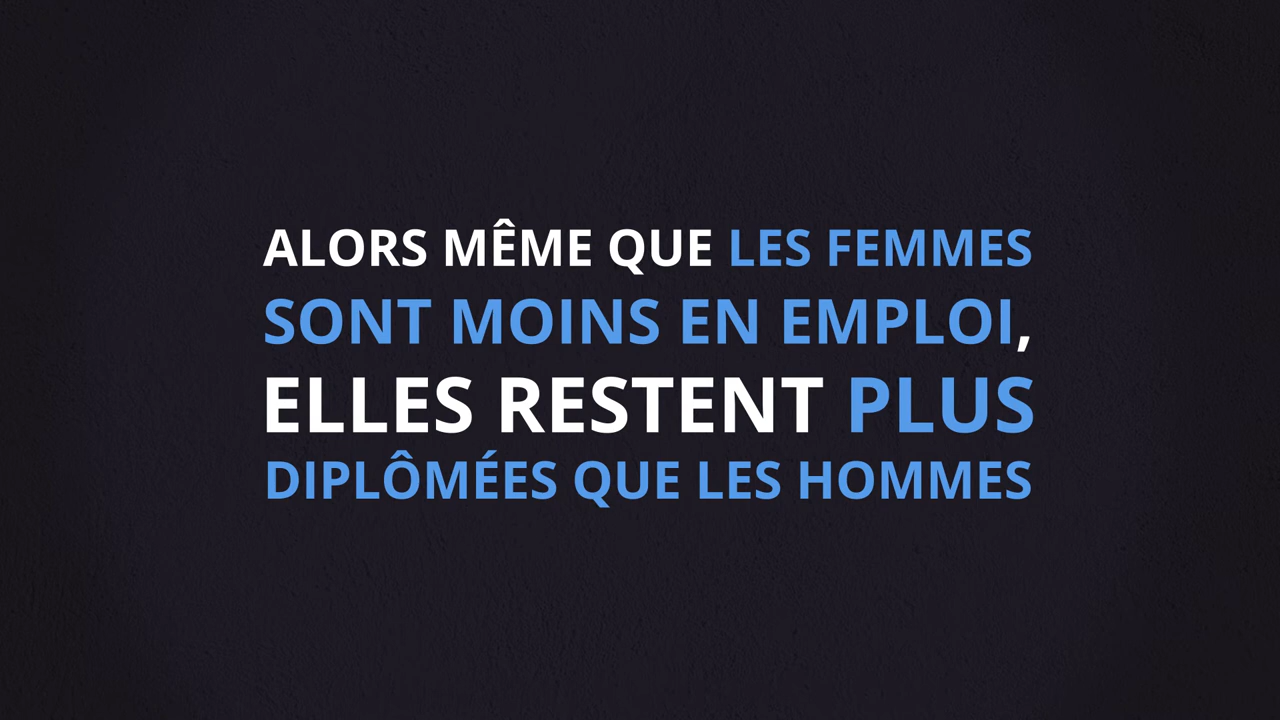 ALORS MÊME QUE LES FEMMES
SONT MOINS EN EMPLOI,
ELLES RESTENT PLUS
DIPLÔMÉES QUE LES HOMMES